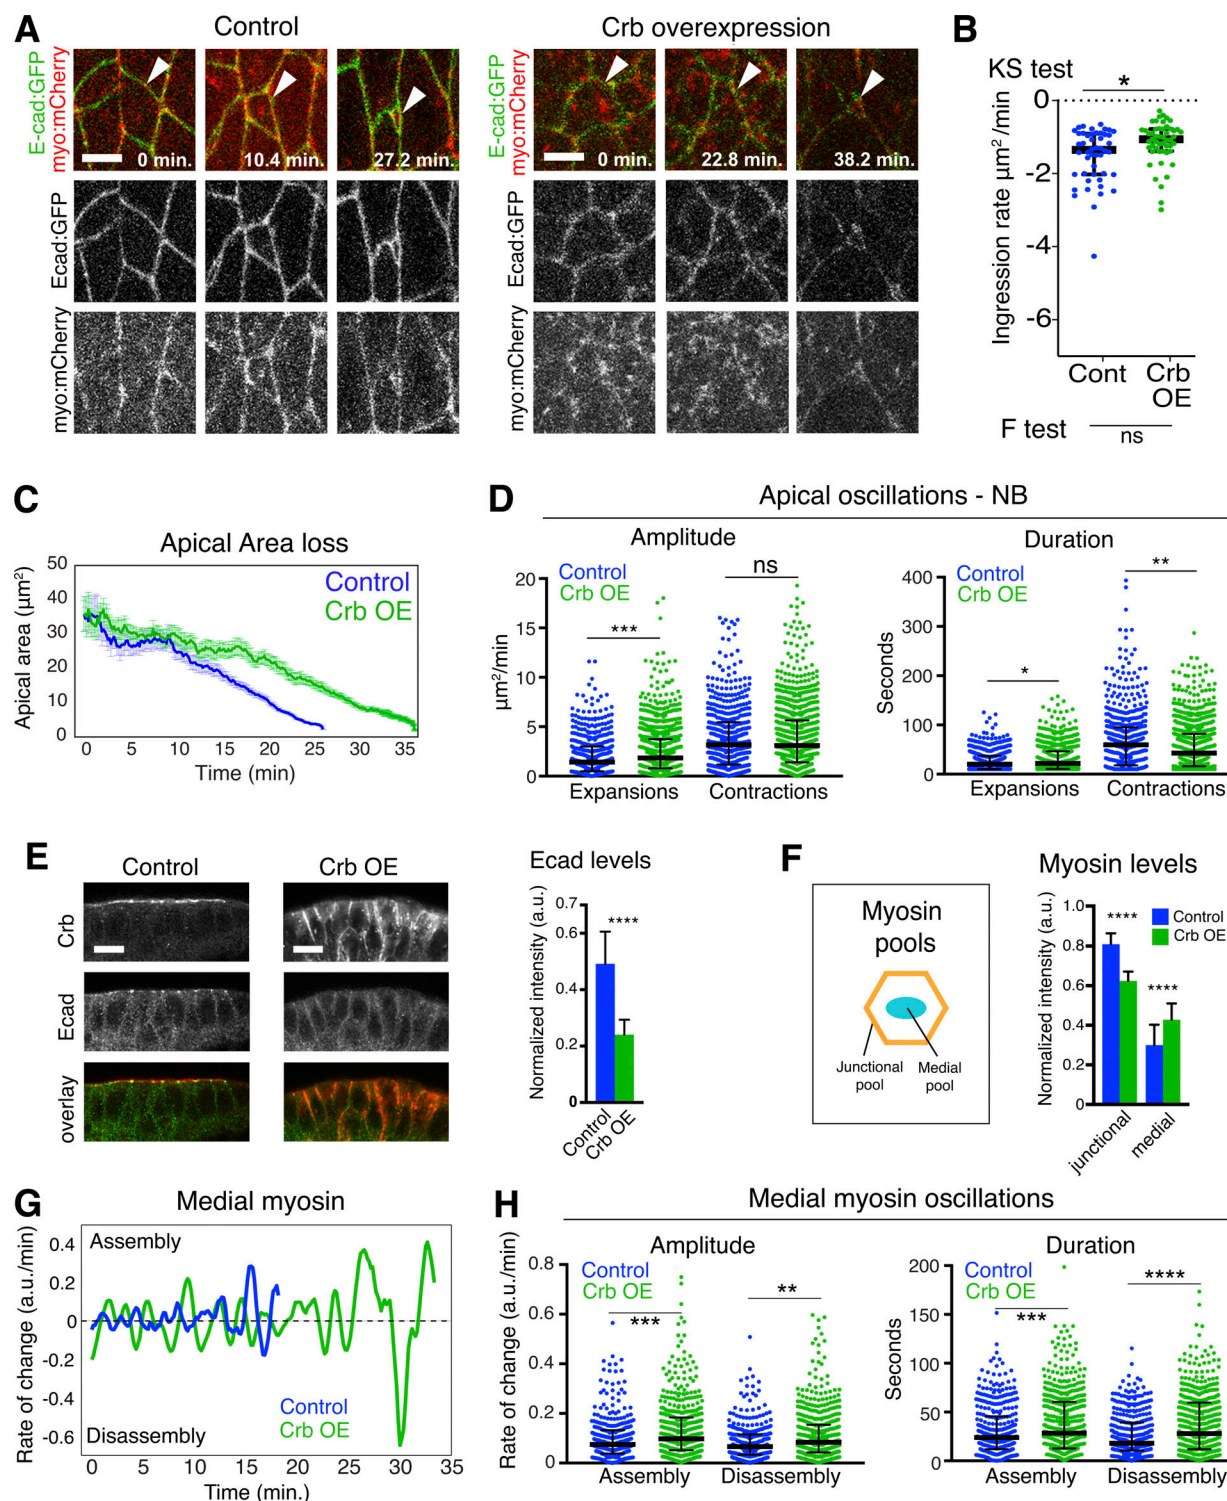 A
Control
Crb overexpression
E-cad:GFP
myo:mCherry
0 min.
10.4 min.
27.2 min.
E-cad:GFP
myo:mCherry
0 min.
22.8 min.
38.2 min.
Ecad:GFP
Ecad:GFP
myo:mCherry
myo:mCherry
B
KS test
*
Ingression rate µm²/min
0
-2
-4
-6
Cont
Crb
OE
F test
ns
C
Apical Area loss
Control
Crb OE
Apical area (µm²)
50
40
30
20
10
0
0
5
10
15
20
25
30
35
Time (min)
D
Apical oscillations - NB
Amplitude
Control
Crb OE
***
ns
µm²/min
20
15
10
5
0
Expansions
Contractions
Duration
Control
Crb OE
*
**
Seconds
400
300
200
100
0
Expansions
Contractions
E
Control
Crb OE
Crb
Ecad
overlay
Ecad levels
Normalized intensity (a.u.)
0.7
0.4
0.2
0
****
Control
Crb OE
F
Myosin
pools
Junctional
pool
Medial
pool
Myosin levels
Normalized intensity (a.u.)
1.0
0.8
0.6
0.4
0.2
0
****
****
Control
Crb OE
junctional
medial
G
Medial myosin
Rate of change (a.u./min)
0.4
0.2
0
-0.2
-0.4
-0.6
Assembly
Control
Crb OE
Disassembly
0
5
10
15
20
25
30
35
Time (min.)
H
Medial myosin oscillations
Amplitude
Control
Crb OE
***
**
Rate of change (a.u./min)
0.8
0.6
0.4
0.2
0
Assembly
Disassembly
Duration
Control
Crb OE
***
****
Seconds
200
150
100
50
0
Assembly
Disassembly